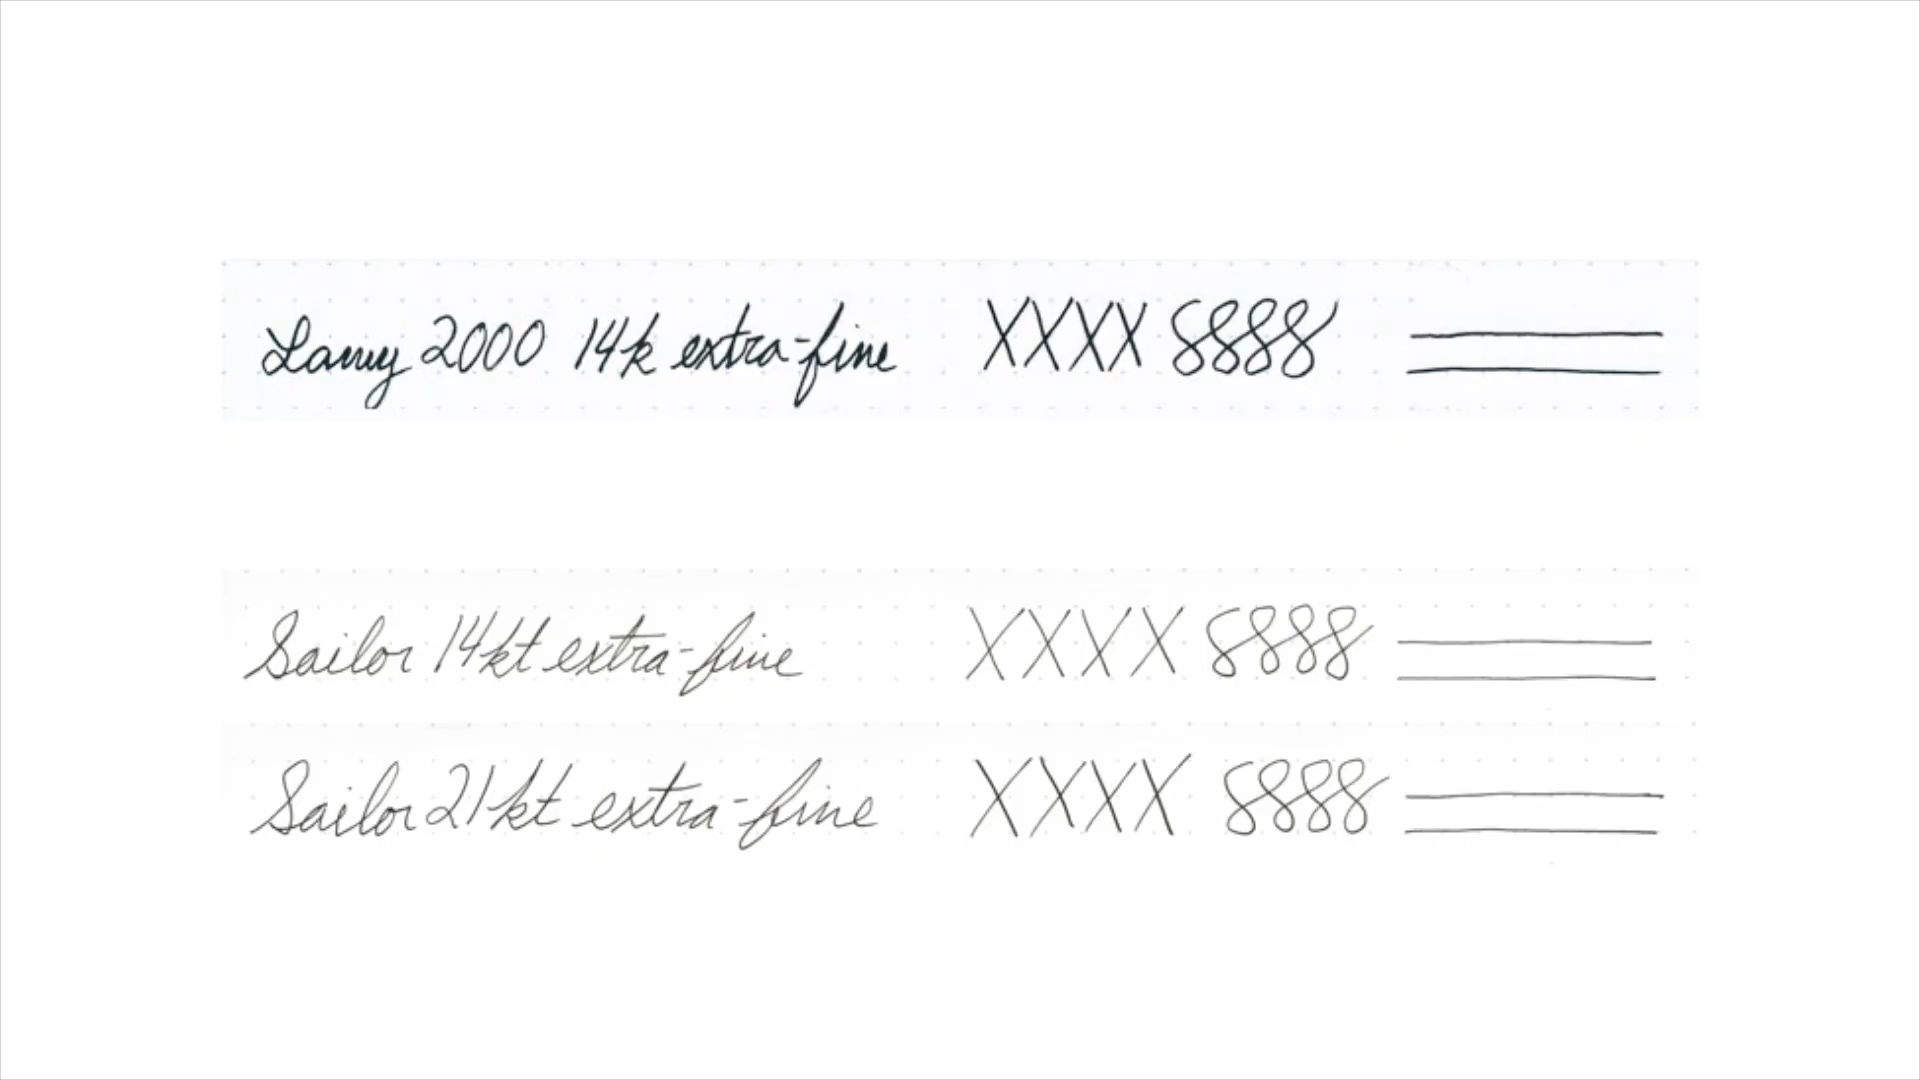 Lamy 2000 14k extra-fine XXXX 8888
Sailor 14kt extra-fine XXXX 8888
Sailor 21kt extra-fine XXXX 8888